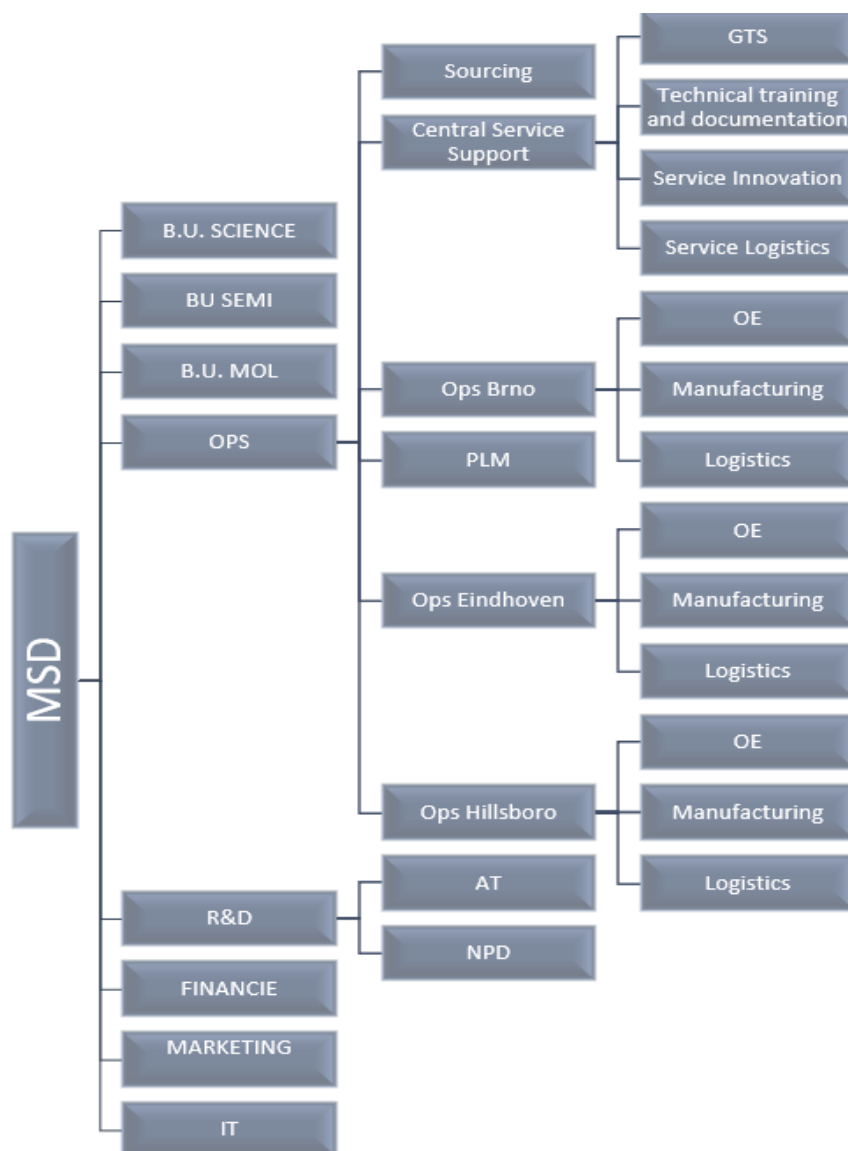 MSD
B.U. SCIENCE
BU SEMI
B.U. MOL
OPS
Sourcing
Central Service
Support
GTS
Technical training
and documentation
Service Innovation
Service Logistics
Ops Brno
OE
Manufacturing
Logistics
PLM
Ops Eindhoven
OE
Manufacturing
Logistics
Ops Hillsboro
OE
Manufacturing
Logistics
R&D
AT
NPD
FINANCIE
MARKETING
IT